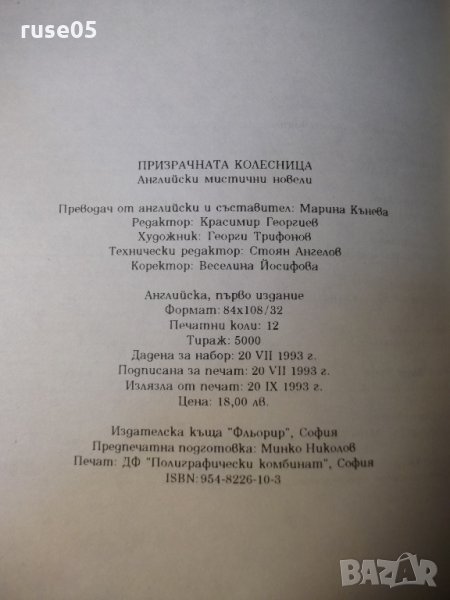 ruse05
ПРИЗРАЧНАТА КОЛЕСНИЦА
Английски мистични новели
Преводач от английски и съставител: Марина Кънева
Редактор: Красимир Георгиев
Художник: Георги Трифонов
Технически редактор: Стоян Ангелов
Коректор: Веселина Йосифова
Английска, първо издание
Формат: 84x108/32
Печатни коли: 12
Тираж: 5000
Дадена за набор: 20 VII 1993 г.
Подписана за печат: 20 VII 1993 г.
Излязла от печат: 20 IX 1993 г.
Цена: 18,00 лв.
Издателска къща "Фльорир", София
Предпечатна подготовка: Минко Николов
Печат: ДФ "Полиграфически комбинат", София
ISBN: 954-8226-10-3
BAZAR